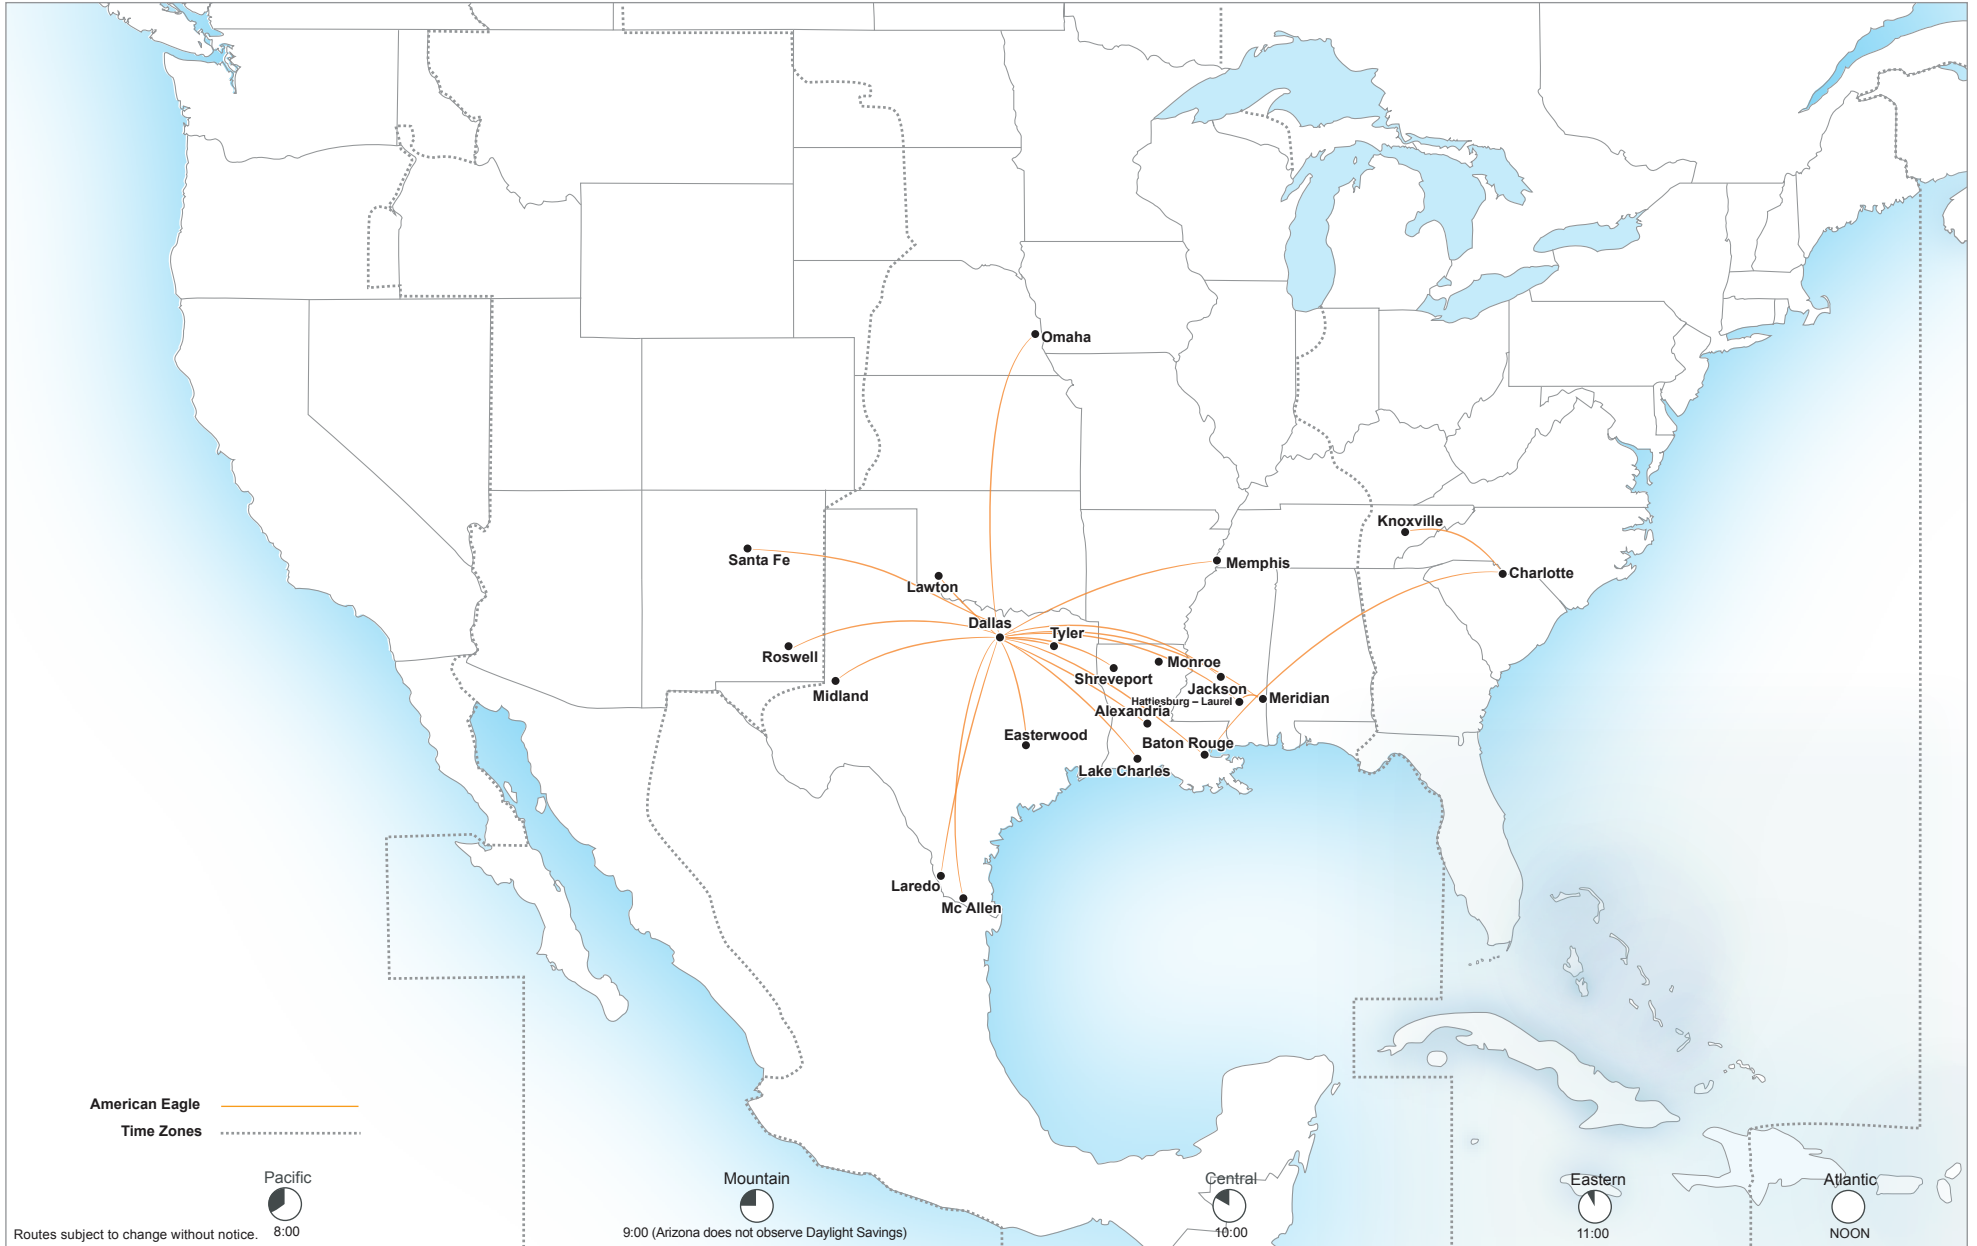 Omaha
Knoxville
Santa Fe
Memphis
Charlotte
Lawton
Dallas
Tyler
Roswell
Monroe
Shreveport
Midland
Jackson
Hattiesburg – Laurel
Meridian
Alexandria
Easterwood
Baton Rouge
Lake Charles
Laredo
Mc Allen
American Eagle
Time Zones
Pacific
Mountain
Central
Eastern
Atlantic
Routes subject to change without notice.
8:00
9:00 (Arizona does not observe Daylight Savings)
10:00
11:00
NOON